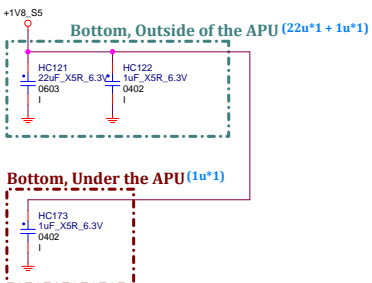 +1V8_S5
Bottom, Outside of the APU (22u*1 + 1u*1)
HC121
22uF_X5R_6.3V
0603
I
HC122
1uF_X5R_6.3V
0402
I
Bottom, Under the APU (1u*1)
HC173
1uF_X5R_6.3V
0402
I